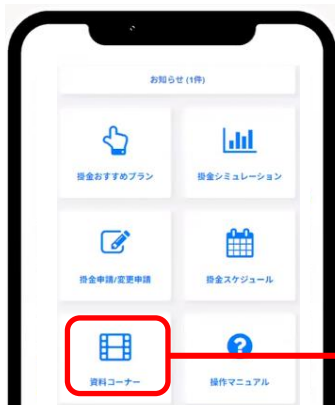 お知らせ (1件)
掛金おすすめプラン
掛金シミュレーション
掛金申請/変更申請
掛金スケジュール
資料コーナー
操作マニュアル